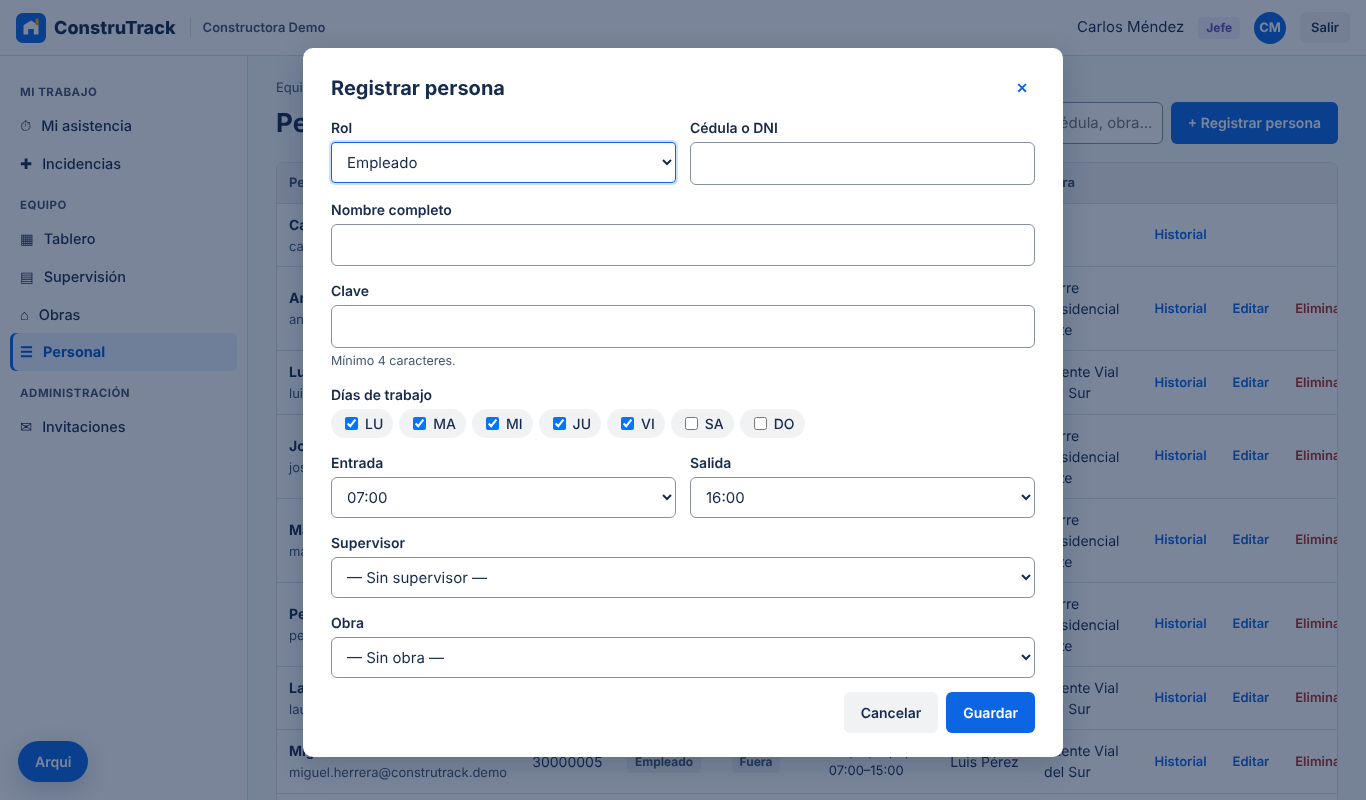 ConstruTrack
Constructora Demo
Carlos Méndez
Jefe
CM
Salir
MI TRABAJO
Mi asistencia
Incidencias
EQUIPO
Tablero
Supervisión
Obras
Personal
ADMINISTRACIÓN
Invitaciones
Arqui
+ Registrar persona
Registrar persona
×
Rol
Empleado
Cédula o DNI
Nombre completo
Clave
Mínimo 4 caracteres.
Días de trabajo
LU MA MI JU VI SA DO
Entrada
07:00
Salida
16:00
Supervisor
— Sin supervisor —
Obra
— Sin obra —
Cancelar
Guardar
Historial
Historial Editar
Historial Editar
Historial Editar
Historial Editar
Historial Editar
Historial Editar
miguel.herrera@construtrack.demo
30000005
Empleado
Fuera
07:00–15:00
Luis Pérez
del Sur
Historial Editar